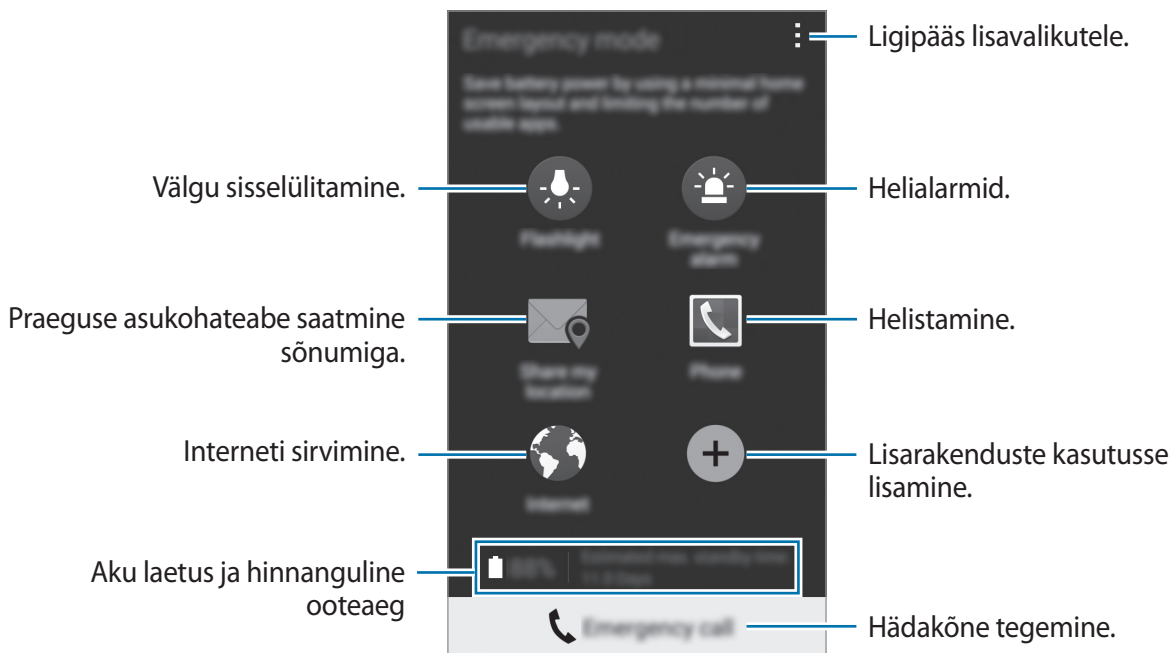 Emergency mode
Ligipääs lisavalikutele.
Save battery power by using a minimal home
screen layout and limiting the number of
usable apps.
Välgu sisselülitamine.
Helialarmid.
Flashlight
Emergency
alarm
Praeguse asukohateabe saatmine
sõnumiga.
Helistamine.
Share my
location
Phone
Interneti sirvimine.
Lisarakenduste kasutusse
lisamine.
Internet
Aku laetus ja hinnanguline
ooteaeg
Estimated max. standby time
Emergency call
Hädakõne tegemine.